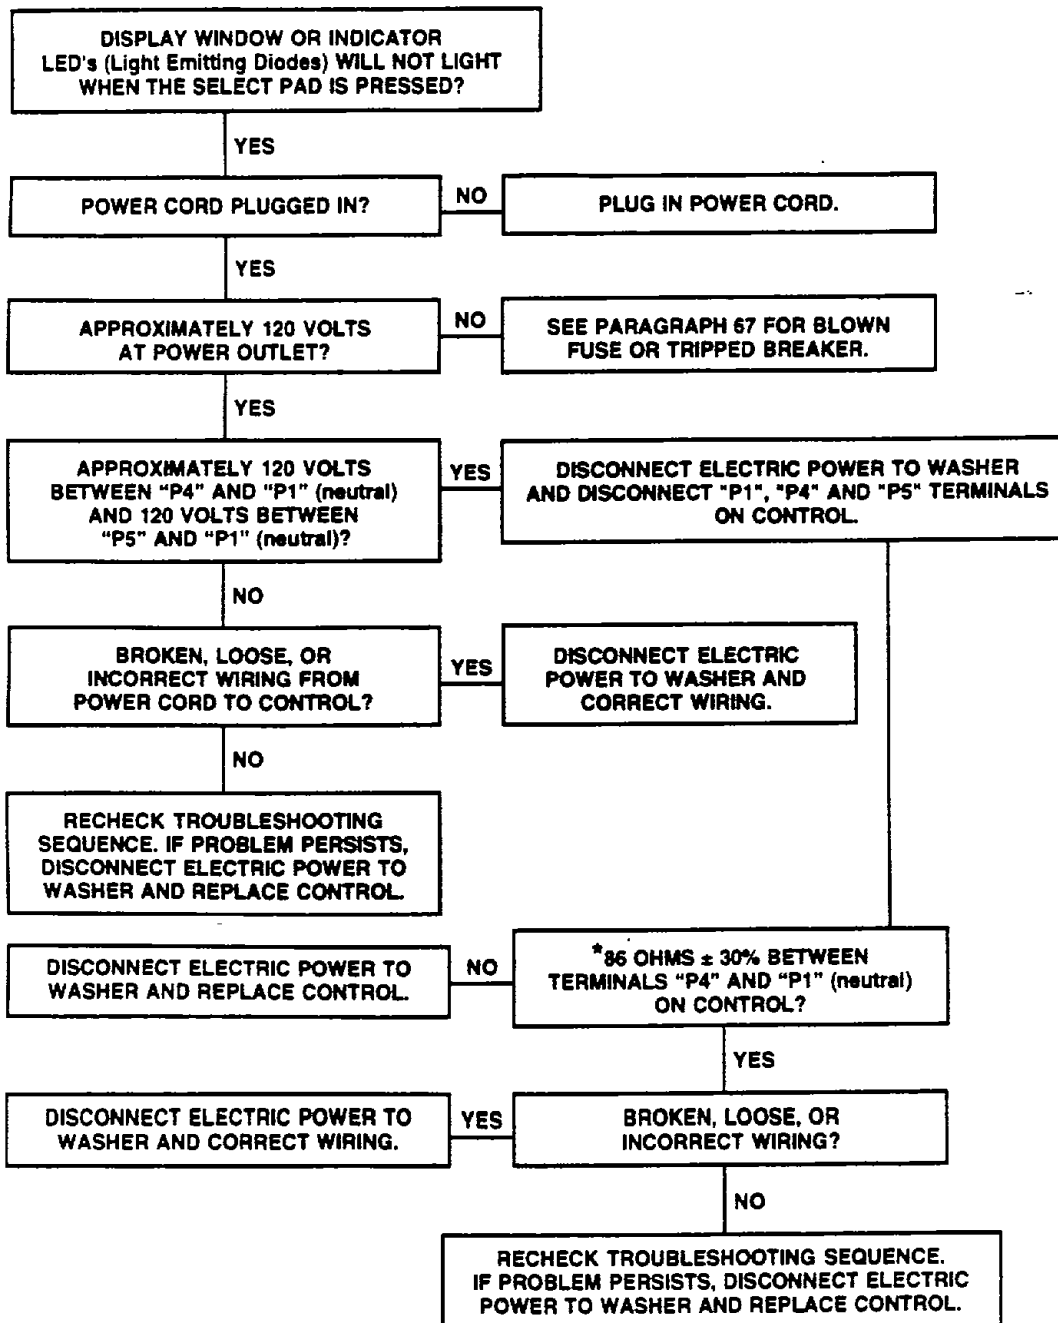 DISPLAY WINDOW OR INDICATOR
LED's (Light Emitting Diodes) WILL NOT LIGHT
WHEN THE SELECT PAD IS PRESSED?
YES
POWER CORD PLUGGED IN?
NO
PLUG IN POWER CORD.
YES
APPROXIMATELY 120 VOLTS
AT POWER OUTLET?
NO
SEE PARAGRAPH 67 FOR BLOWN
FUSE OR TRIPPED BREAKER.
YES
APPROXIMATELY 120 VOLTS
BETWEEN "P4" AND "P1" (neutral)
AND 120 VOLTS BETWEEN
"P5" AND "P1" (neutral)?
YES
DISCONNECT ELECTRIC POWER TO WASHER
AND DISCONNECT "P1", "P4" AND "P5" TERMINALS
ON CONTROL.
NO
BROKEN, LOOSE, OR
INCORRECT WIRING FROM
POWER CORD TO CONTROL?
YES
DISCONNECT ELECTRIC
POWER TO WASHER AND
CORRECT WIRING.
NO
RECHECK TROUBLESHOOTING
SEQUENCE. IF PROBLEM PERSISTS,
DISCONNECT ELECTRIC POWER TO
WASHER AND REPLACE CONTROL.
DISCONNECT ELECTRIC POWER TO
WASHER AND REPLACE CONTROL.
NO
*86 OHMS ± 30% BETWEEN
TERMINALS "P4" AND "P1" (neutral)
ON CONTROL?
YES
DISCONNECT ELECTRIC POWER TO
WASHER AND CORRECT WIRING.
YES
BROKEN, LOOSE, OR
INCORRECT WIRING?
NO
RECHECK TROUBLESHOOTING SEQUENCE.
IF PROBLEM PERSISTS, DISCONNECT ELECTRIC
POWER TO WASHER AND REPLACE CONTROL.